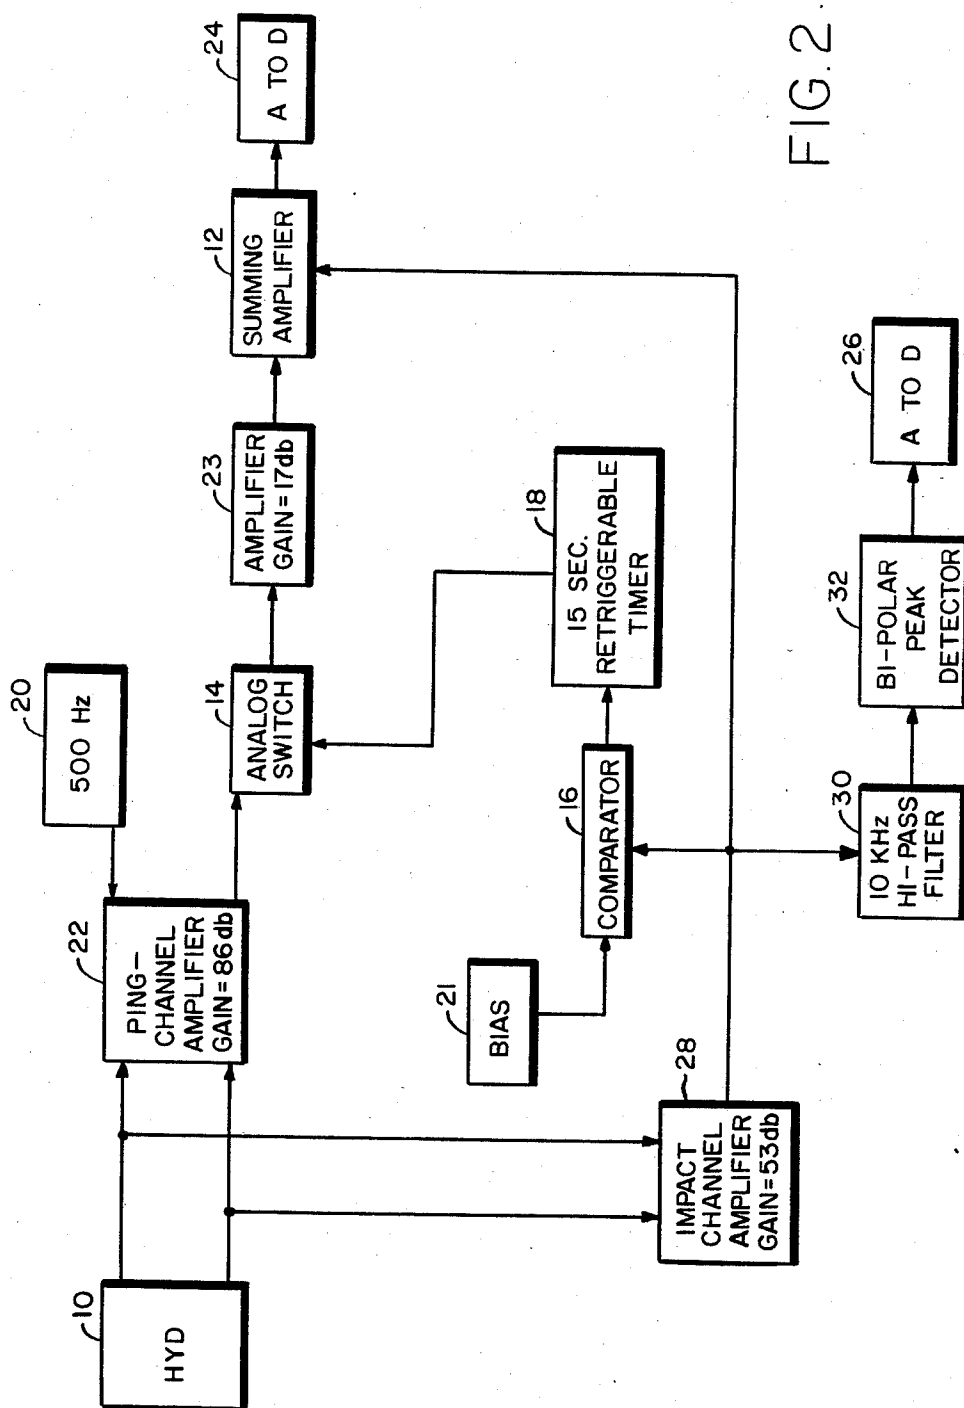 10
HYD
22
PING-
CHANNEL
AMPLIFIER
GAIN=86db
20
500 Hz
14
ANALOG
SWITCH
23
AMPLIFIER
GAIN=17db
12
SUMMING
AMPLIFIER
24
A TO D
21
BIAS
16
COMPARATOR
18
15 SEC.
RETRIGGERABLE
TIMER
28
IMPACT
CHANNEL
AMPLIFIER
GAIN=53db
30
10 KHz
HI-PASS
FILTER
32
BI-POLAR
PEAK
DETECTOR
26
A TO D
FIG. 2